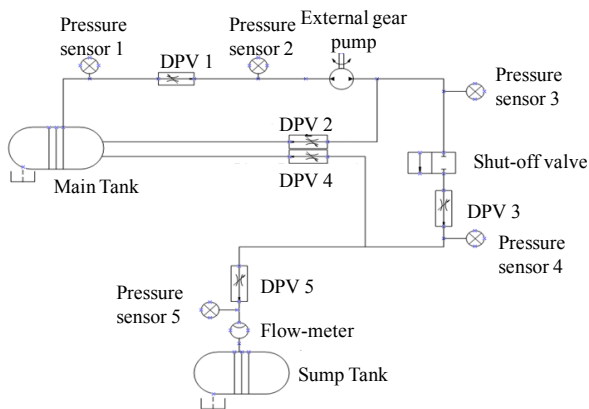 External gear
pump
Pressure
sensor 1
DPV 1
Pressure
sensor 2
Pressure
sensor 3
DPV 2
DPV 4
Shut-off valve
Main Tank
DPV 3
Pressure
sensor 4
DPV 5
Pressure
sensor 5
Flow-meter
Sump Tank